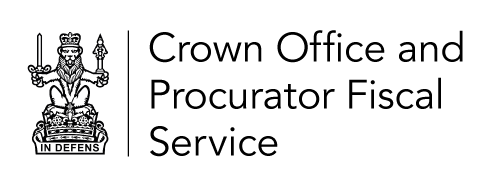 Crown Office and
Procurator Fiscal
Service
IN DEFENS